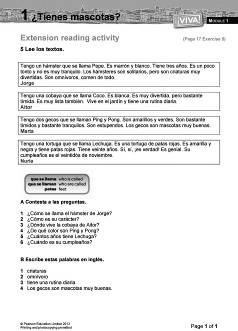 1 ¿Tienes mascotas?
¡VIVA!
MODULE 1
Extension reading activity
(Page 17 Exercise 5)
5 Lee los textos.
Tengo un hámster que se llama Pepe. Es marrón y blanco. Tiene tres años. Es un poco
tonto y no es muy tranquilo. Los hámsteres son solitarios, pero son criaturas muy
divertidas. Son omnívoros, comen de todo.
Jorge
Tengo una cobaya que se llama Coco. Es blanca. Es muy divertida, pero bastante
tímida. Es muy lista también. Vive en el jardín y tiene una rutina diaria.
Aitor
Tengo dos gecos que se llaman Ping y Pong. Son amarillos y verdes. Son bastante
tímidos y bastante tranquilos. Son estupendos. Los gecos son mascotas muy buenas.
Marta
Tengo una tortuga que se llama Lechuga. Es una tortuga de patas rojas. Es amarilla y
negra y tiene patas rojas. Tiene veinte años. Sí, sí, ¡es verdad! Es genial. Su
cumpleaños es el veintidós de noviembre.
Nuria
que se llama who is called
que se llaman who are called
patas feet
A Contesta a las preguntas.
1 ¿Cómo se llama el hámster de Jorge?
2 ¿Cómo es su carácter?
3 ¿Dónde vive la cobaya de Aitor?
4 ¿De qué color son Ping y Pong?
5 ¿Cuántos años tiene Lechuga?
6 ¿Cuándo es su cumpleaños?
B Escribe estas palabras en inglés.
1 criaturas
2 omnívoro
3 tiene una rutina diaria
4 Los gecos son mascotas muy buenas.
© Pearson Education Limited 2013
Printing and photocopying permitted
Page 1 of 1